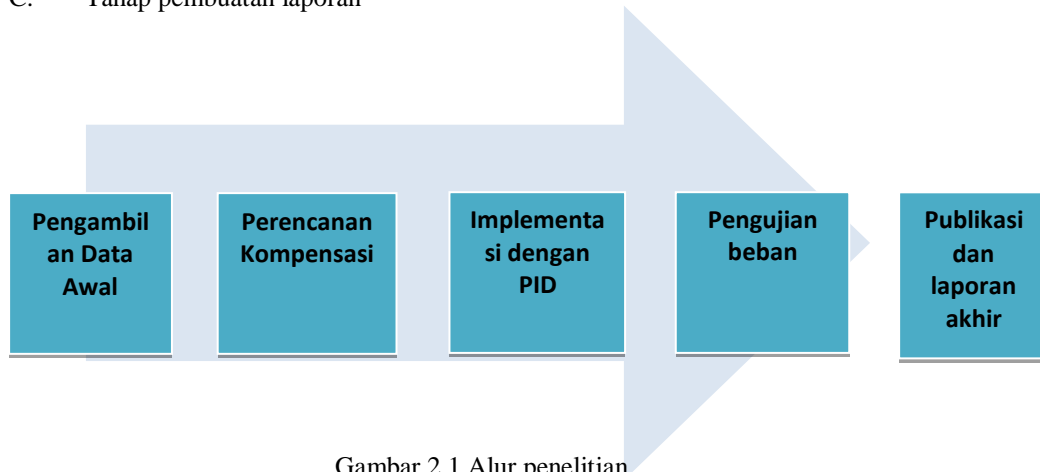 C. Tahap pembuatan laporan
Pengambil
an Data
Awal
Perencanan
Kompensasi
Implementa
si dengan
PID
Pengujian
beban
Publikasi
dan
laporan
akhir
Gambar 2.1 Alur penelitian